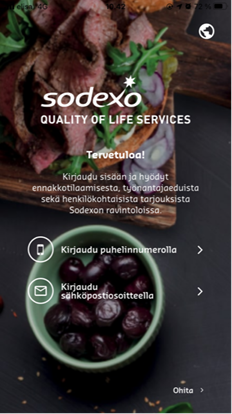 sodexo
QUALITY OF LIFE SERVICES
Tervetuloa!
Kirjaudu sisään ja hyödyt
ennakkotilaamisesta, työnantajaeduista
sekä henkilökohtaisista tarjouksista
Sodexon ravintoloissa.
Kirjaudu puhelinnumerolla
Kirjaudu
sähköpostiosoitteella
Ohita